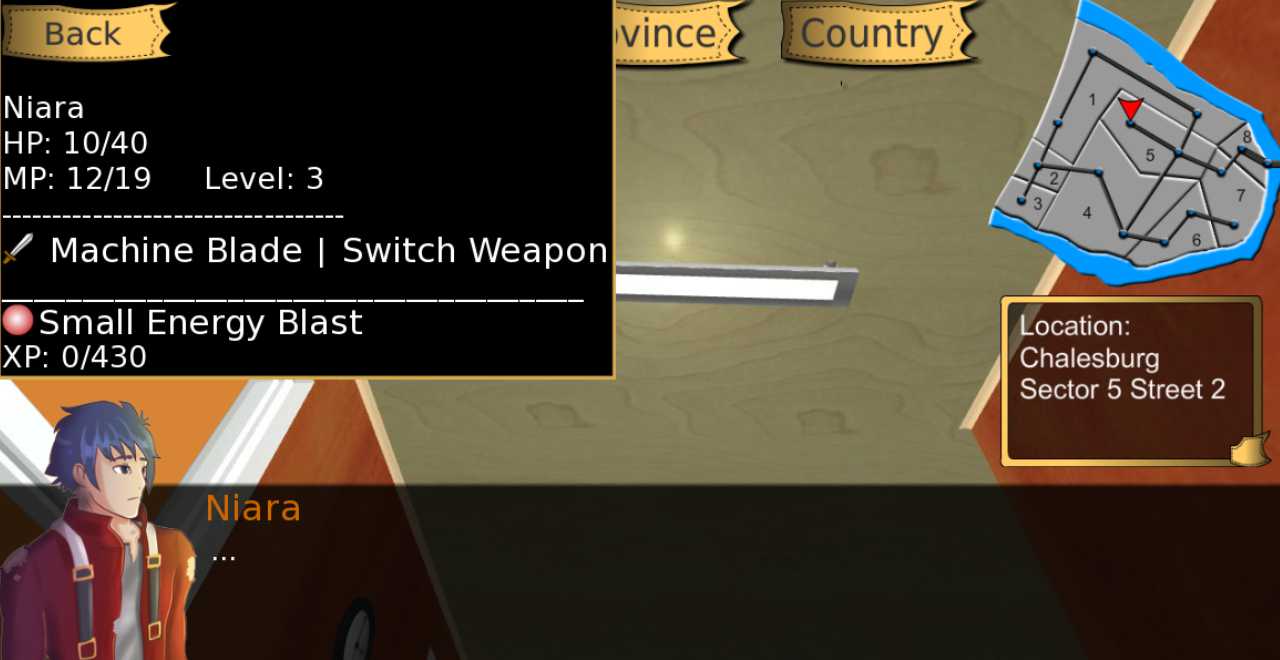 Back
ovince
Country
Niara
HP: 10/40
MP: 12/19 Level: 3
----------------------------------
Machine Blade | Switch Weapon
____________________________________
Small Energy Blast
XP: 0/430
1
8
5
2
7
3
4
6
Location:
Chalesburg
Sector 5 Street 2
Niara
...